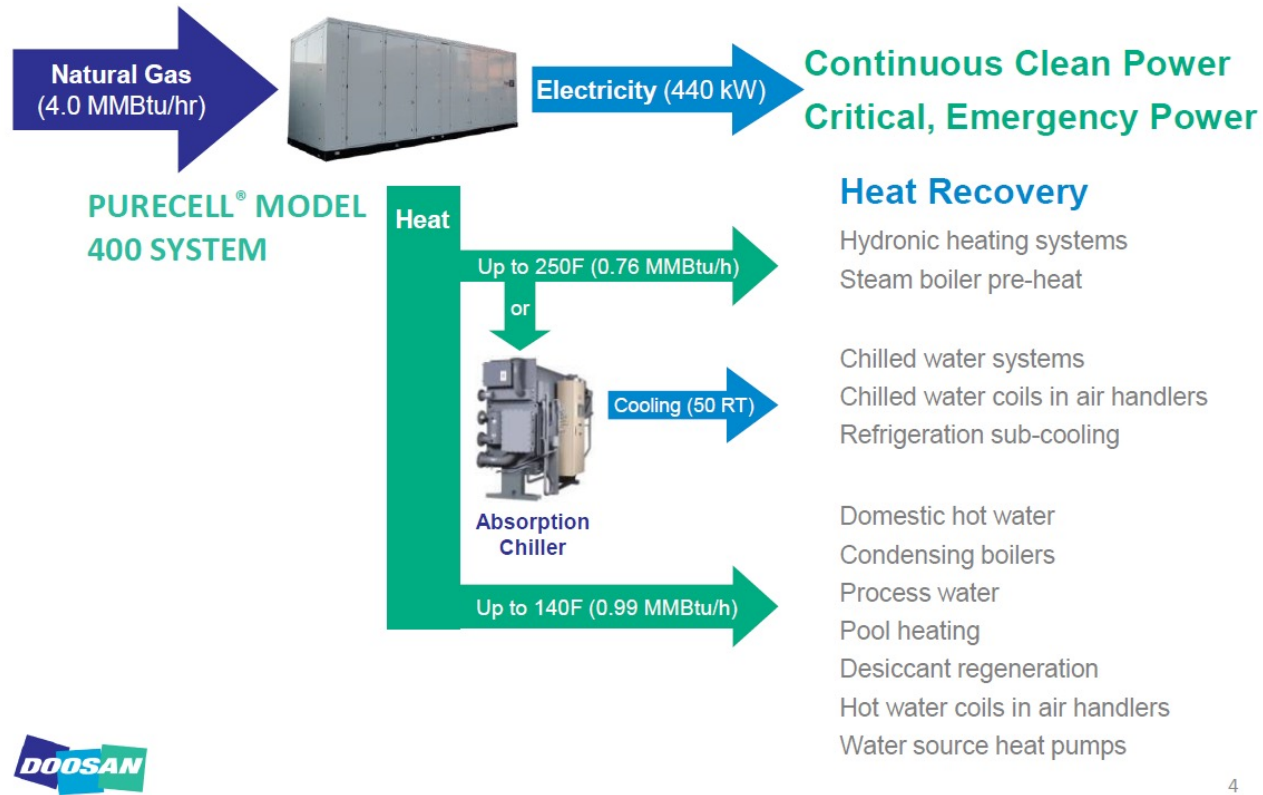 Natural Gas
(4.0 MMBtu/hr)
Electricity (440 kW)
Continuous Clean Power
Critical, Emergency Power
PURECELL® MODEL
400 SYSTEM
Heat
Heat Recovery
Up to 250F (0.76 MMBtu/h)
Hydronic heating systems
Steam boiler pre-heat
or
Cooling (50 RT)
Chilled water systems
Chilled water coils in air handlers
Refrigeration sub-cooling
Absorption
Chiller
Up to 140F (0.99 MMBtu/h)
Domestic hot water
Condensing boilers
Process water
Pool heating
Desiccant regeneration
Hot water coils in air handlers
Water source heat pumps
DOOSAN
4